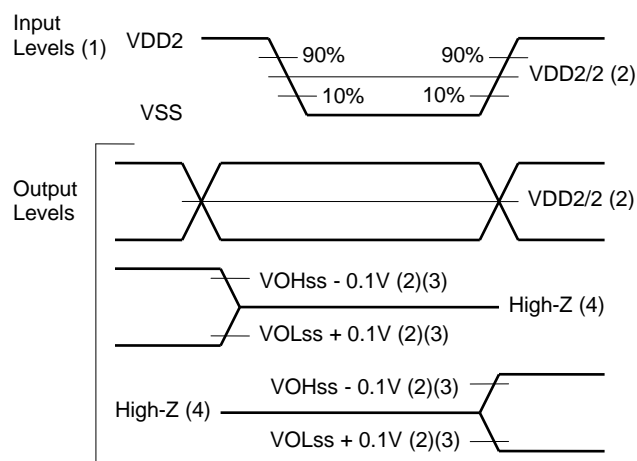 Input
Levels (1)
VDD2
90%
90%
VDD2/2 (2)
10%
10%
VSS
Output
Levels
VDD2/2 (2)
VOHss - 0.1V (2)(3)
High-Z (4)
VOLss + 0.1V (2)(3)
VOHss - 0.1V (2)(3)
High-Z (4)
VOLss + 0.1V (2)(3)